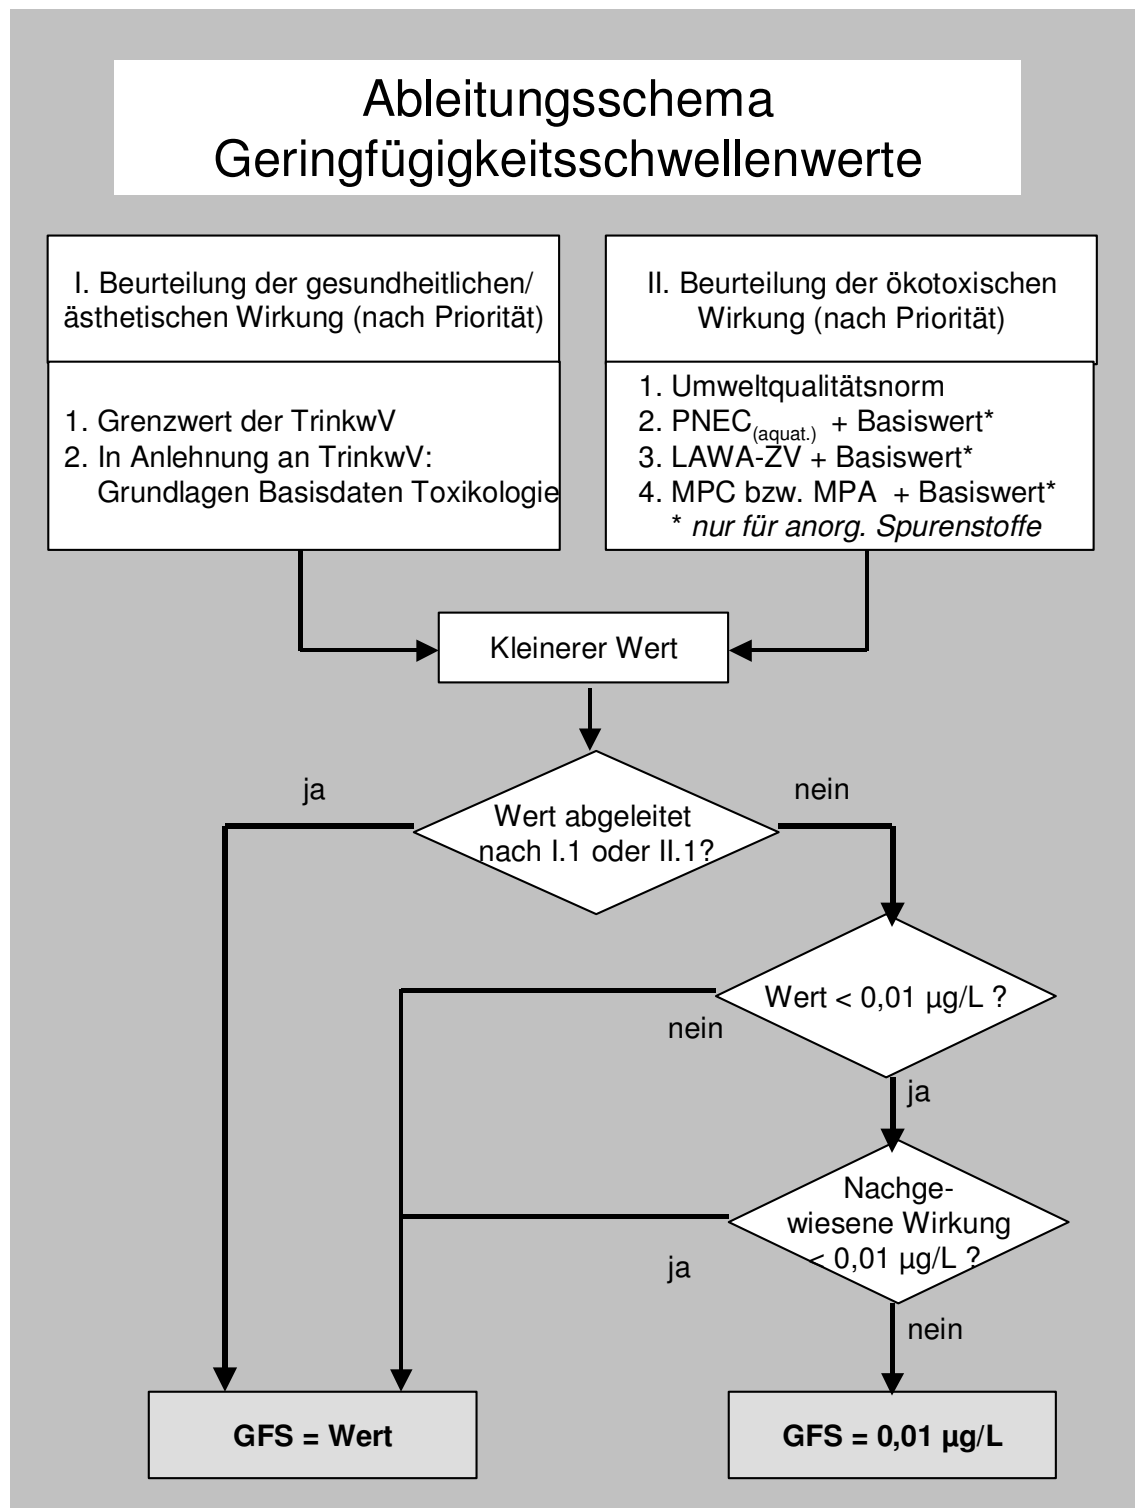 Ableitungsschema
Geringfügigkeitsschwellenwerte
I. Beurteilung der gesundheitlichen/
ästhetischen Wirkung (nach Priorität)
1. Grenzwert der TrinkwV
2. In Anlehnung an TrinkwV:
Grundlagen Basisdaten Toxikologie
II. Beurteilung der ökotoxischen
Wirkung (nach Priorität)
1. Umweltqualitätsnorm
2. PNEC(aquat.) + Basiswert*
3. LAWA-ZV + Basiswert*
4. MPC bzw. MPA + Basiswert*
* nur für anorg. Spurenstoffe
Kleinerer Wert
ja
nein
Wert abgeleitet
nach I.1 oder II.1?
Wert < 0,01 µg/L ?
nein
ja
Nachge-
wiesene Wirkung
< 0,01 µg/L ?
ja
nein
GFS = Wert
GFS = 0,01 µg/L